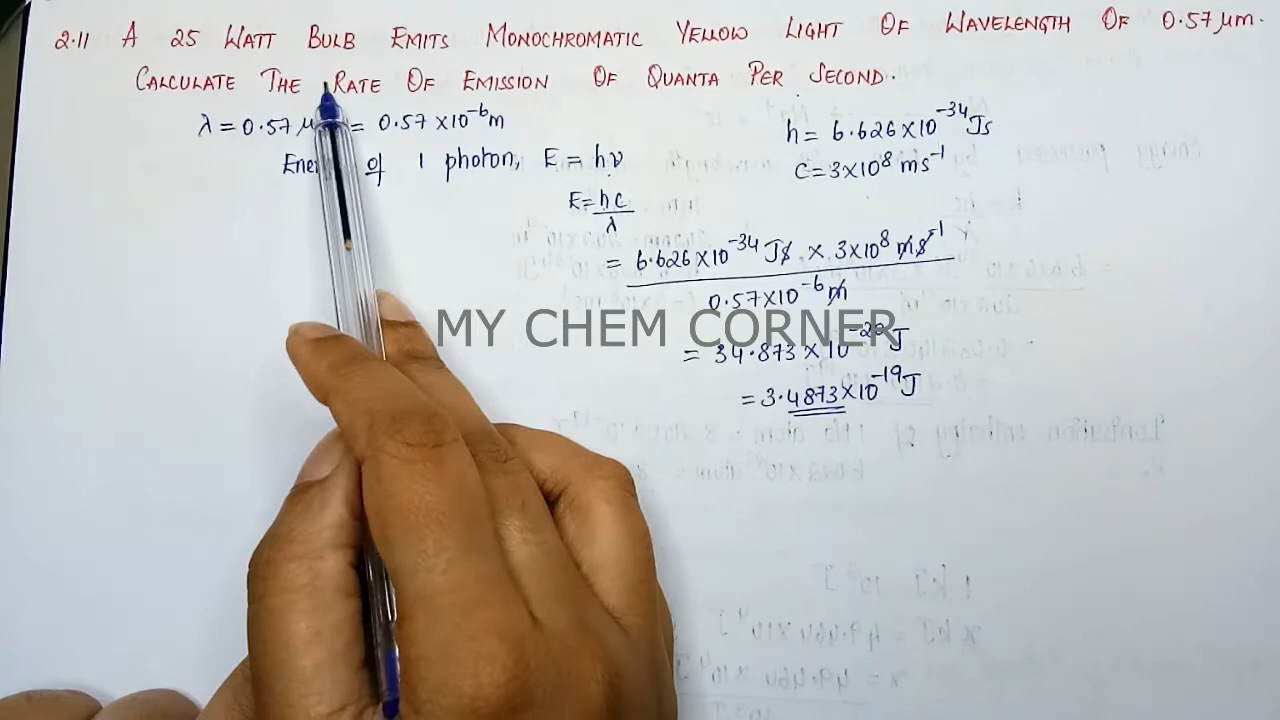 2.11 A 25 WATT BULB EMITS MONOCHROMATIC YELLOW LIGHT OF WAVELENGTH OF 0.57 μm.
CALCULATE THE RATE OF EMISSION OF QUANTA PER SECOND.
λ = 0.57 μ = 0.57 × 10⁻⁶ m
h = 6.626 × 10⁻³⁴ Js
Ene of 1 photon, E = hν
c = 3 × 10⁸ ms⁻¹
E = hc / λ
= 6.626 × 10⁻³⁴ Js × 3 × 10⁸ ms⁻¹
0.57 × 10⁻⁶ m
MY CHEM CORNER
= 34.873 × 10⁻²⁰ J
= 3.4873 × 10⁻¹⁹ J